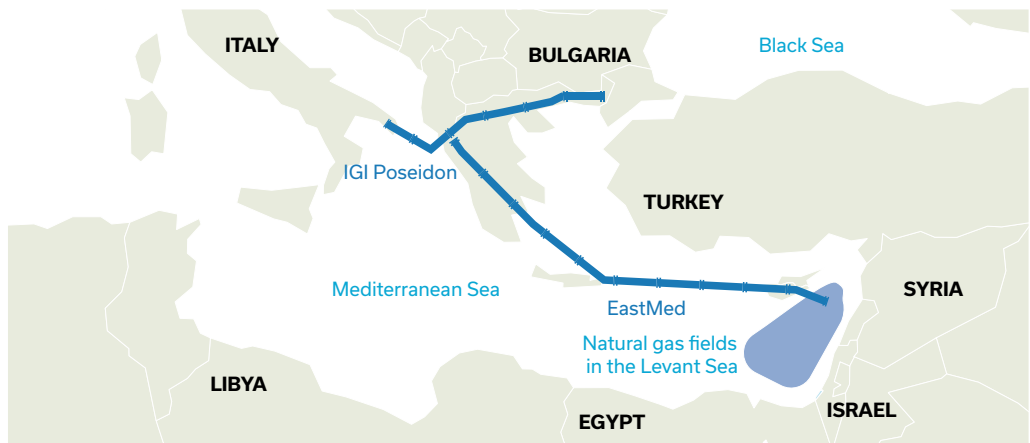 ITALY
BULGARIA
Black Sea
IGI Poseidon
TURKEY
Mediterranean Sea
SYRIA
EastMed
Natural gas fields
in the Levant Sea
LIBYA
ISRAEL
EGYPT